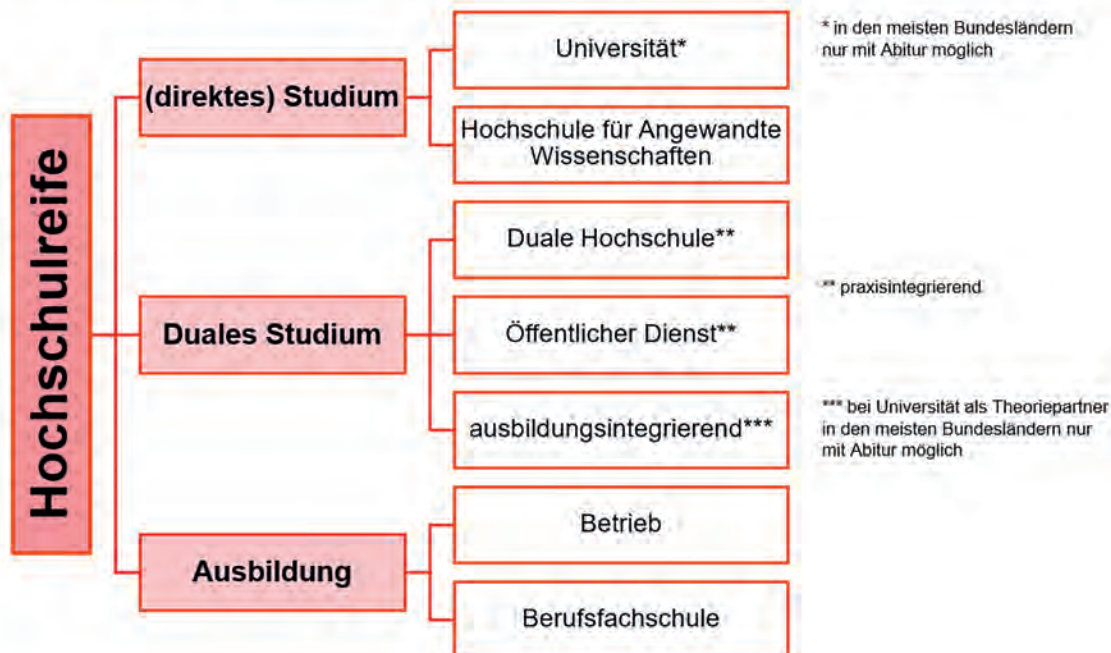 Hochschulreife
(direktes) Studium
Universität*
Hochschule für Angewandte
Wissenschaften
* in den meisten Bundesländern
nur mit Abitur möglich
Duales Studium
Duale Hochschule**
Öffentlicher Dienst**
ausbildungsintegrierend***
** praxisintegrierend
*** bei Universität als Theoriepartner
in den meisten Bundesländern nur
mit Abitur möglich
Ausbildung
Betrieb
Berufsfachschule